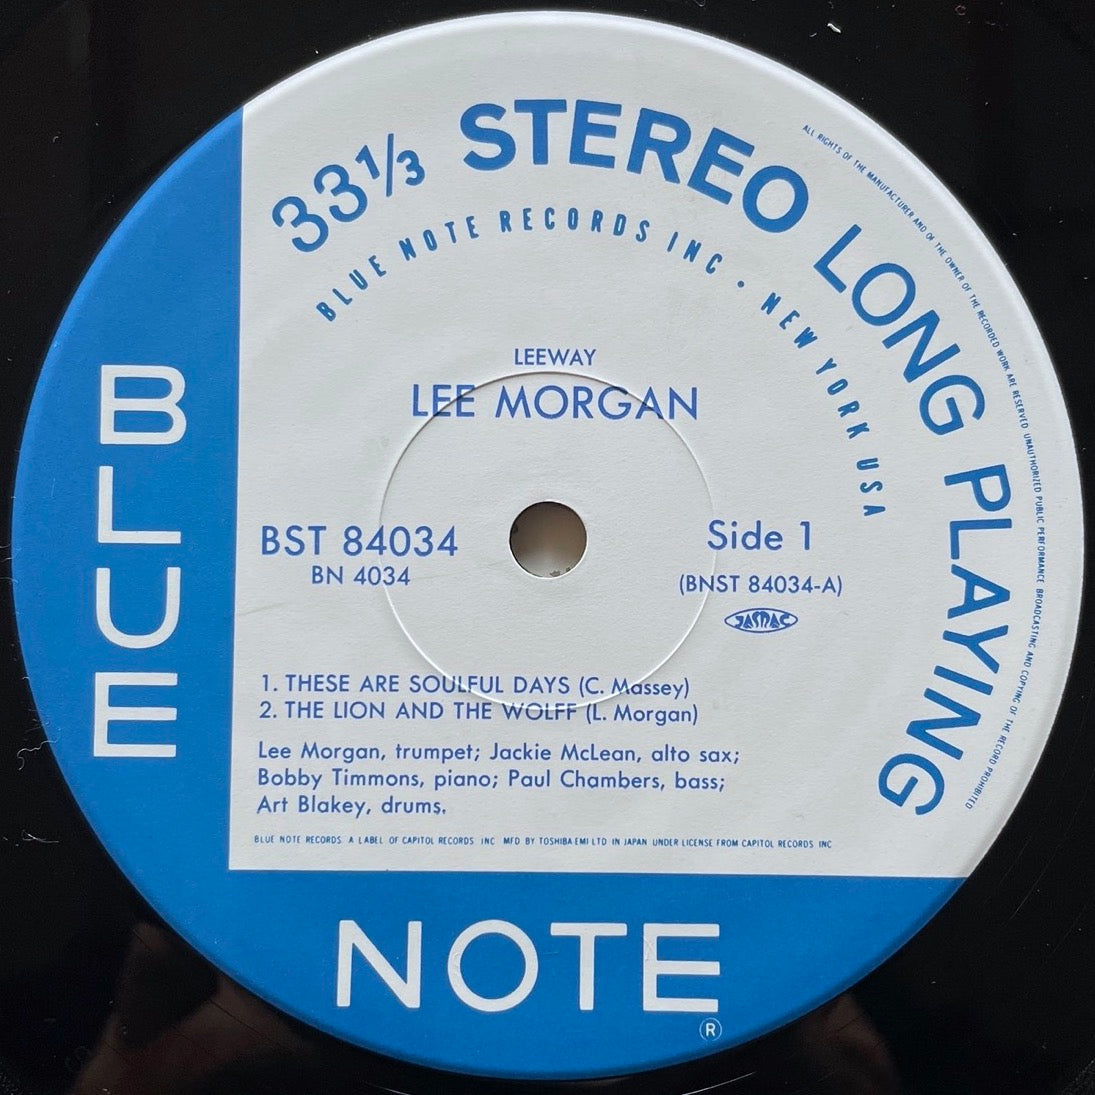 33 1/3 STEREO LONG PLAYING
BLUE NOTE RECORDS INC · NEW YORK USA
ALL RIGHTS OF THE MANUFACTURER AND OF THE OWNER OF THE RECORDED WORK ARE RESERVED UNAUTHORIZED PUBLIC PERFORMANCE BROADCASTING AND COPYING OF THE RECORD PROHIBITED
LEEWAY
LEE MORGAN
BST 84034
BN 4034
Side 1
(BNST 84034-A)
JASRAC
1. THESE ARE SOULFUL DAYS (C. Massey)
2. THE LION AND THE WOLFF (L. Morgan)
Lee Morgan, trumpet; Jackie McLean, alto sax;
Bobby Timmons, piano; Paul Chambers, bass;
Art Blakey, drums.
BLUE NOTE RECORDS A LABEL OF CAPITOL RECORDS INC MFD BY TOSHIBA EMI LTD IN JAPAN UNDER LICENSE FROM CAPITOL RECORDS INC
BLUE
NOTE
®